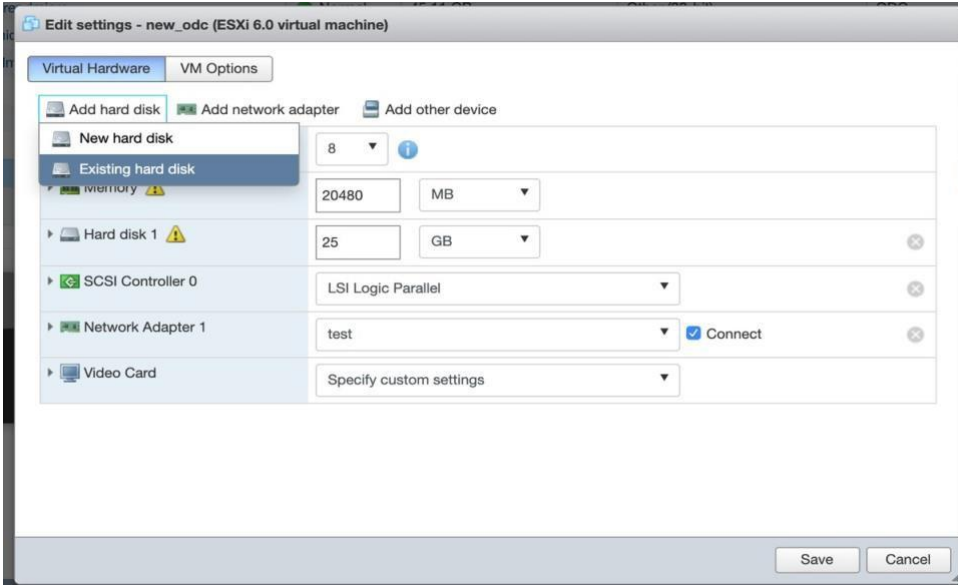 Edit settings - new_odc (ESXi 6.0 virtual machine)
Virtual Hardware VM Options
Add hard disk Add network adapter Add other device
New hard disk
8
Existing hard disk
Memory
20480 MB
Hard disk 1
25 GB
SCSI Controller 0
LSI Logic Parallel
Network Adapter 1
test Connect
Video Card
Specify custom settings
Save Cancel